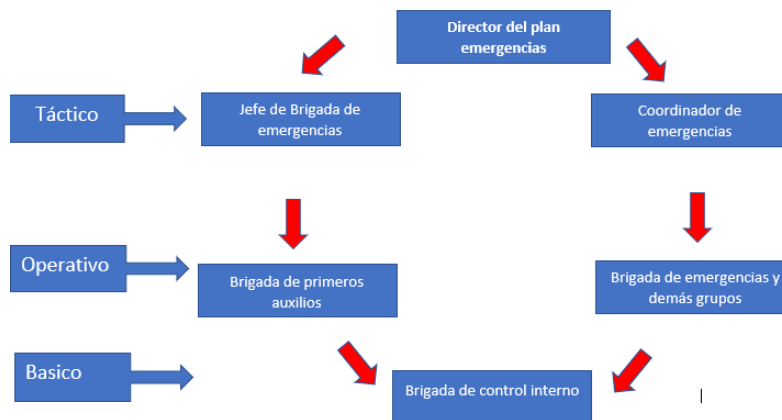 Director del plan
emergencias
Táctico
Jefe de Brigada de
emergencias
Coordinador de
emergencias
Operativo
Brigada de primeros
auxilios
Brigada de emergencias y
demás grupos
Basico
Brigada de control interno